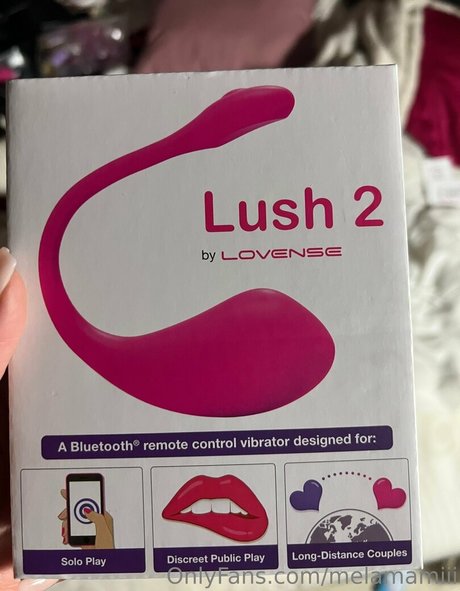 Lush 2
by LOVENSE
A Bluetooth® remote control vibrator designed for:
Solo Play
Discreet Public Play
Long-Distance Couples
OnlyFans.com/melamamiii